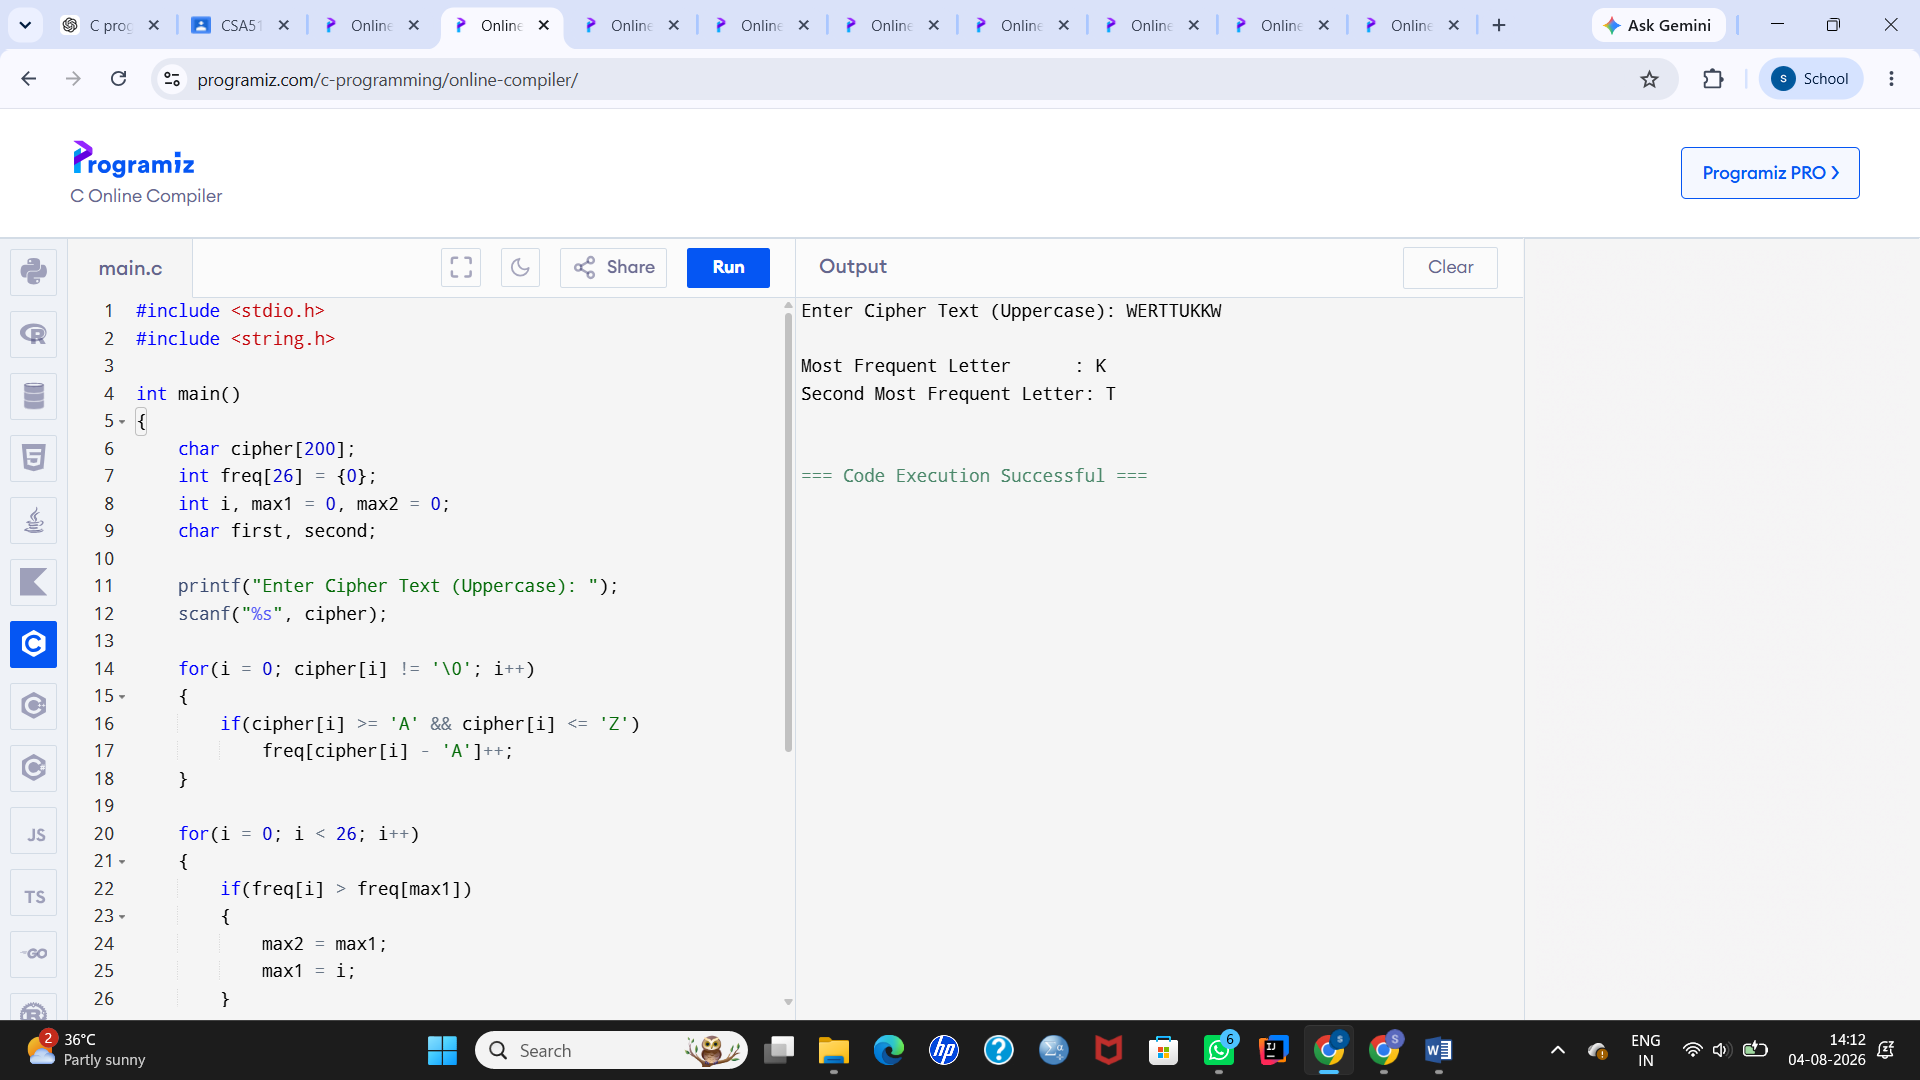 C prog
CSA51
Online
Online
Online
Online
Online
Online
Online
Online
Online
Ask Gemini
programiz.com/c-programming/online-compiler/
S School
Programiz
C Online Compiler
Programiz PRO
main.c
Share
Run
Output
Clear
1 #include <stdio.h>
2 #include <string.h>
3
4 int main()
5 {
6 char cipher[200];
7 int freq[26] = {0};
8 int i, max1 = 0, max2 = 0;
9 char first, second;
10
11 printf("Enter Cipher Text (Uppercase): ");
12 scanf("%s", cipher);
13
14 for(i = 0; cipher[i] != '\0'; i++)
15 {
16 if(cipher[i] >= 'A' && cipher[i] <= 'Z')
17 freq[cipher[i] - 'A']++;
18 }
19
20 for(i = 0; i < 26; i++)
21 {
22 if(freq[i] > freq[max1])
23 {
24 max2 = max1;
25 max1 = i;
26 }
Enter Cipher Text (Uppercase): WERTTUKKW
Most Frequent Letter : K
Second Most Frequent Letter: T
=== Code Execution Successful ===
R
5
C
JS
TS
GO
2
36°C
Partly sunny
Search
hp
6
S
S
ENG
IN
14:12
04-08-2026